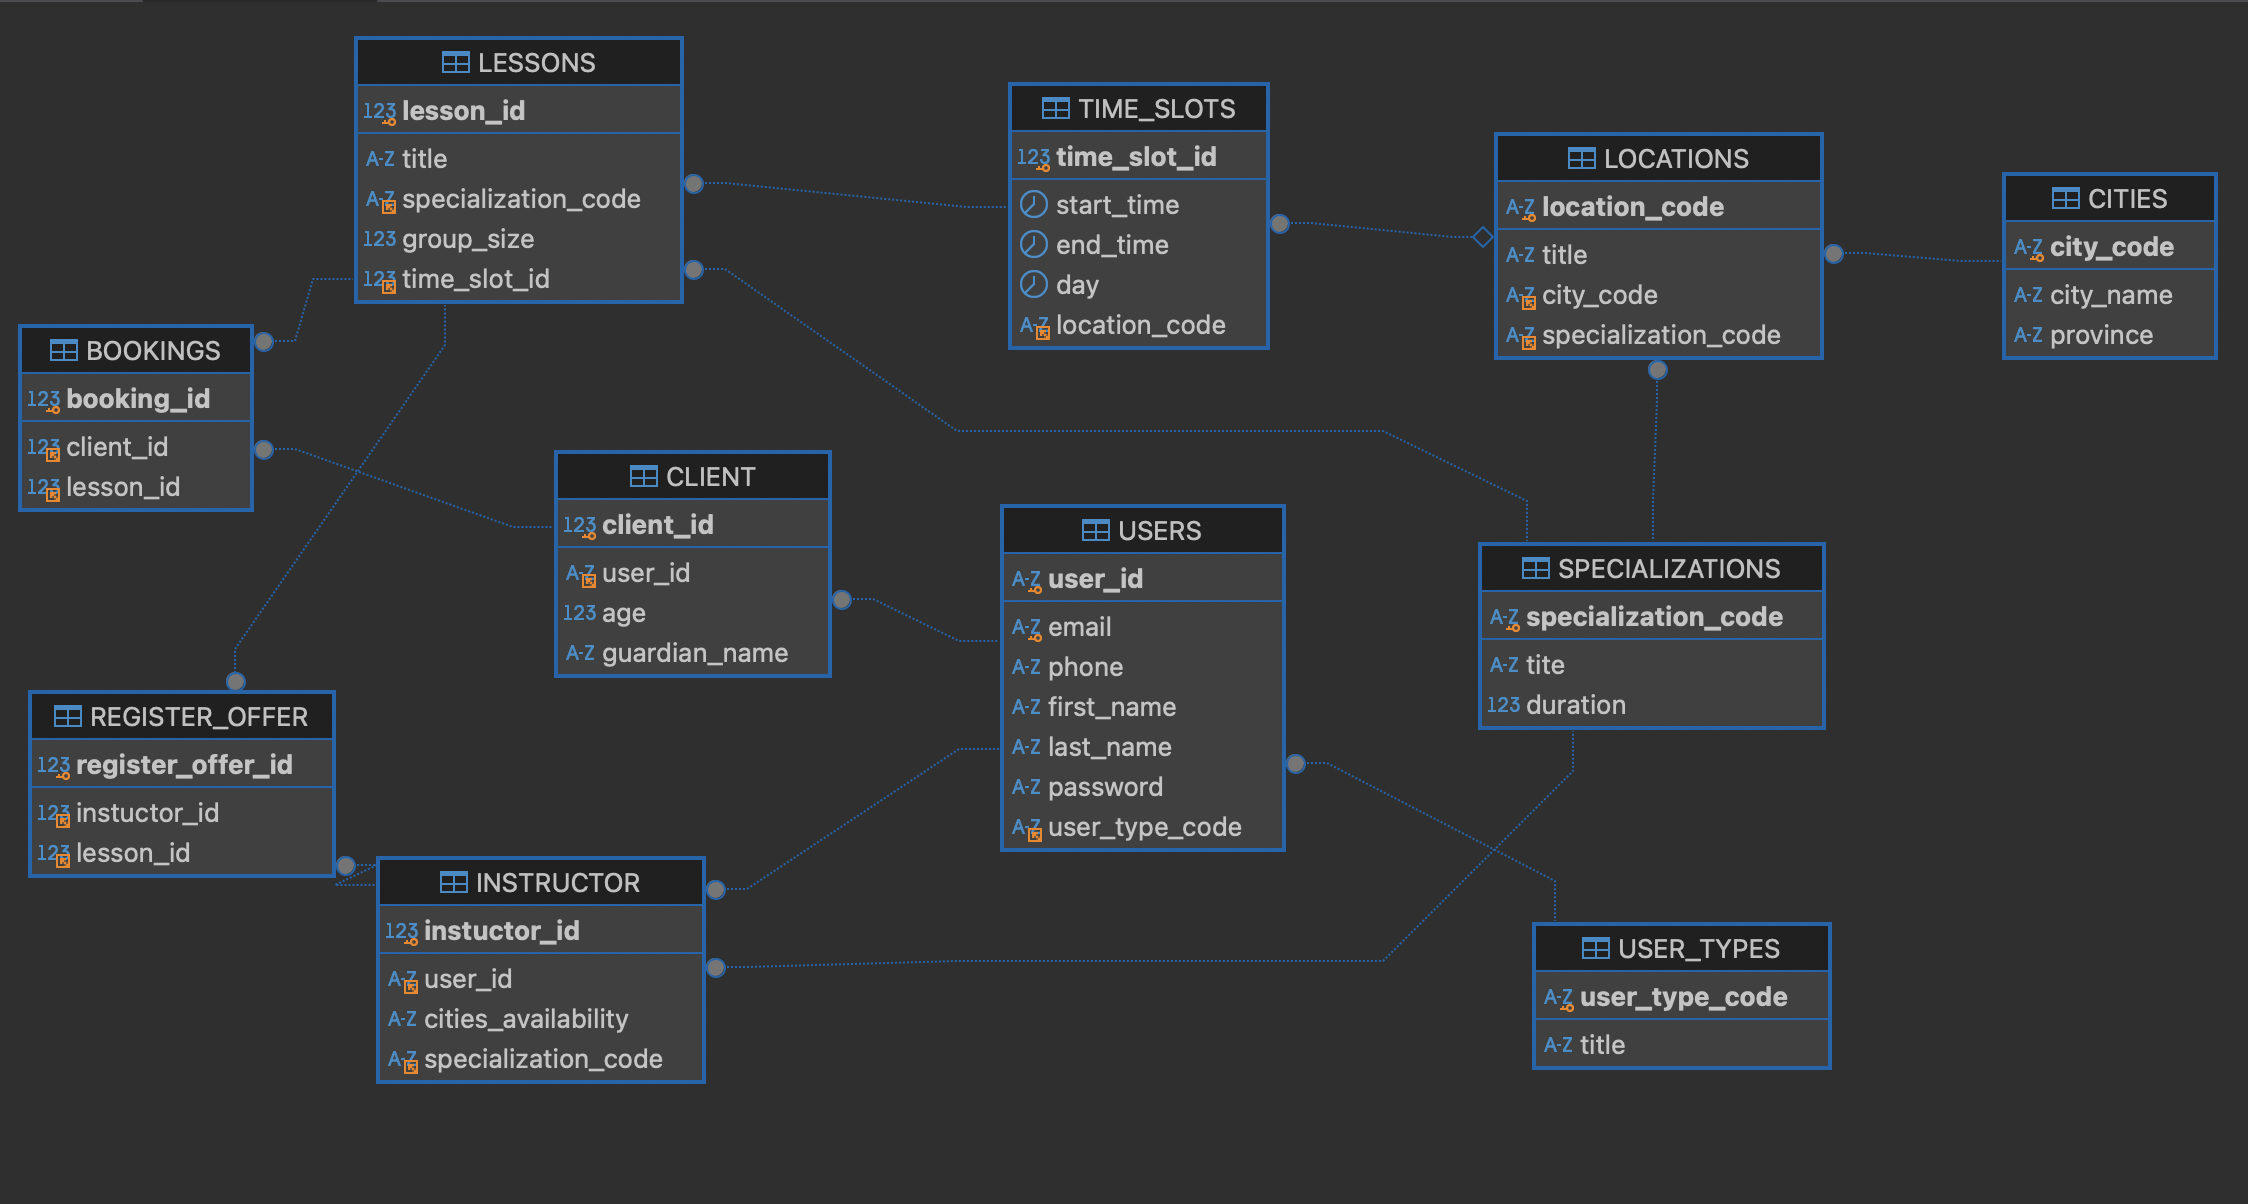 LESSONS
123 lesson_id
A-Z title
A-Z specialization_code
123 group_size
123 time_slot_id
TIME_SLOTS
123 time_slot_id
start_time
end_time
day
A-Z location_code
LOCATIONS
A-Z location_code
A-Z title
A-Z city_code
A-Z specialization_code
CITIES
A-Z city_code
A-Z city_name
A-Z province
BOOKINGS
123 booking_id
123 client_id
123 lesson_id
CLIENT
123 client_id
A-Z user_id
123 age
A-Z guardian_name
USERS
A-Z user_id
A-Z email
A-Z phone
A-Z first_name
A-Z last_name
A-Z password
A-Z user_type_code
SPECIALIZATIONS
A-Z specialization_code
A-Z tite
123 duration
REGISTER_OFFER
123 register_offer_id
123 instuctor_id
123 lesson_id
INSTRUCTOR
123 instuctor_id
A-Z user_id
A-Z cities_availability
A-Z specialization_code
USER_TYPES
A-Z user_type_code
A-Z title